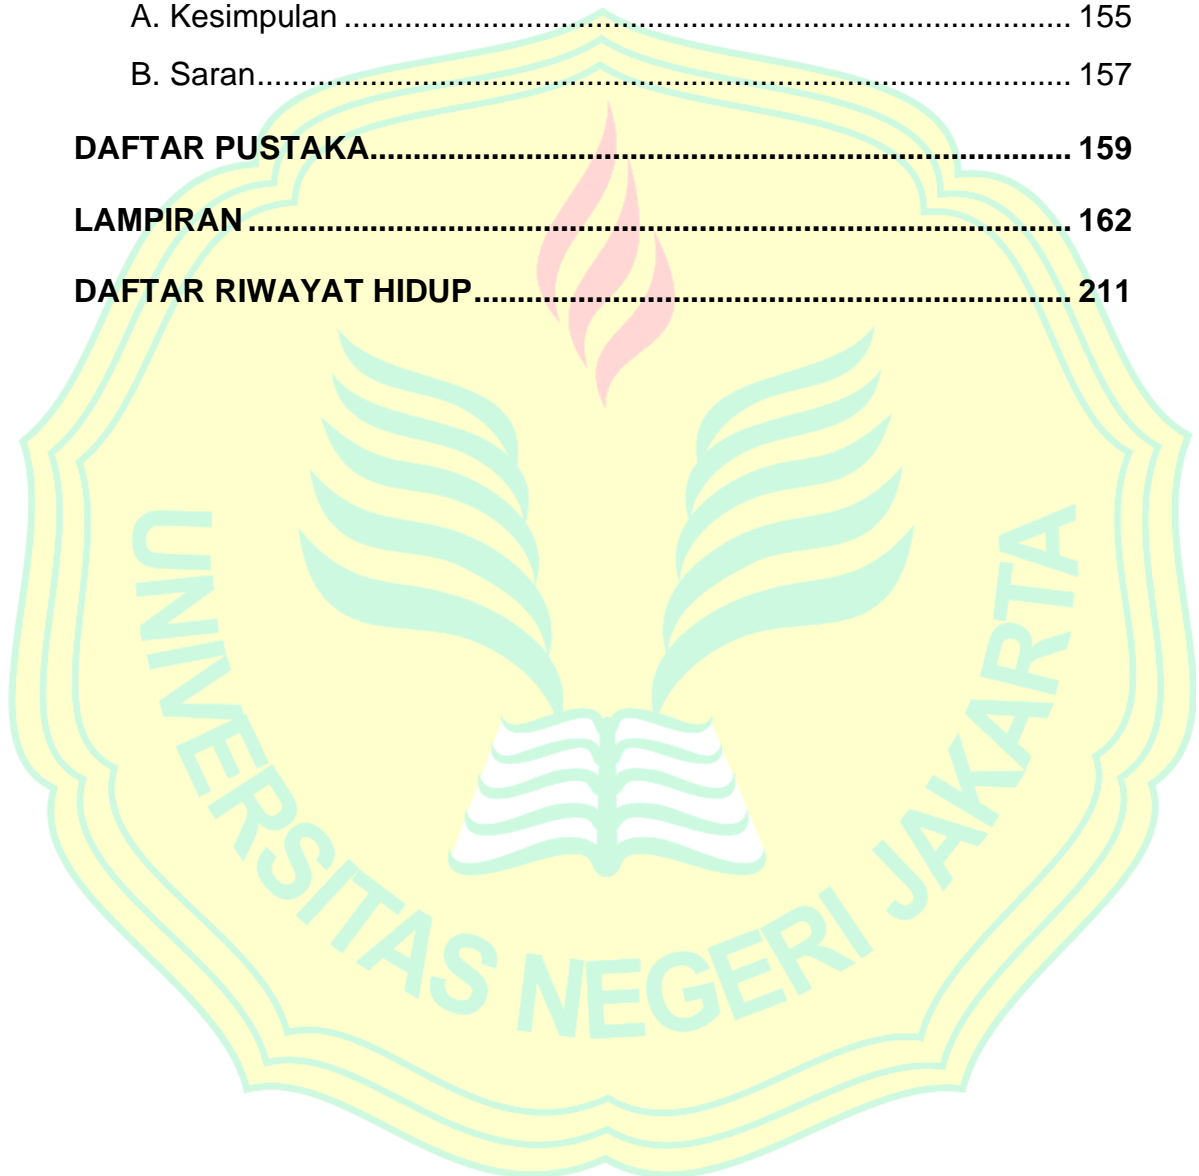 A. Kesimpulan ..................................................................................... 155
B. Saran............................................................................................... 157
DAFTAR PUSTAKA................................................................................. 159
LAMPIRAN ............................................................................................... 162
DAFTAR RIWAYAT HIDUP..................................................................... 211
UNIVERSITAS NEGERI JAKARTA